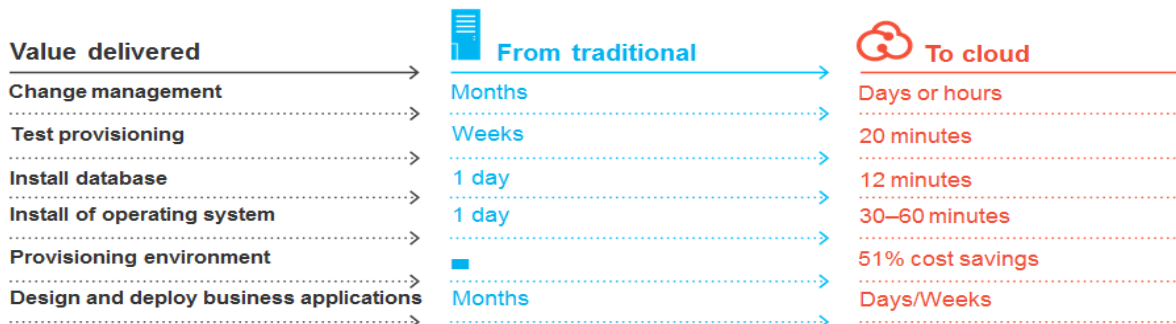 Value delivered From traditional To cloud
Change management Months Days or hours
Test provisioning Weeks 20 minutes
Install database 1 day 12 minutes
Install of operating system 1 day 30–60 minutes
Provisioning environment 51% cost savings
Design and deploy business applications Months Days/Weeks